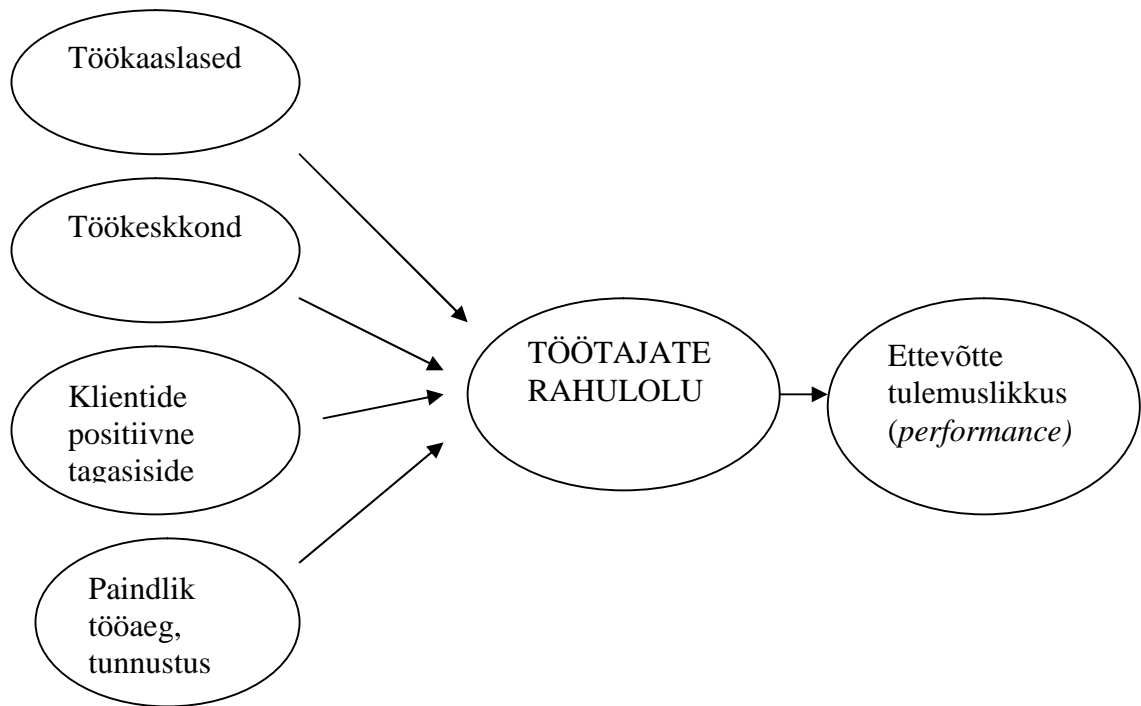 Töökaaslased
Töökeskkond
Klientide
positiivne
tagasiside
Paindlik
tööaeg,
tunnustus
TÖÖTAJATE
RAHULOLU
Ettevõtte
tulemuslikkus
(performance)